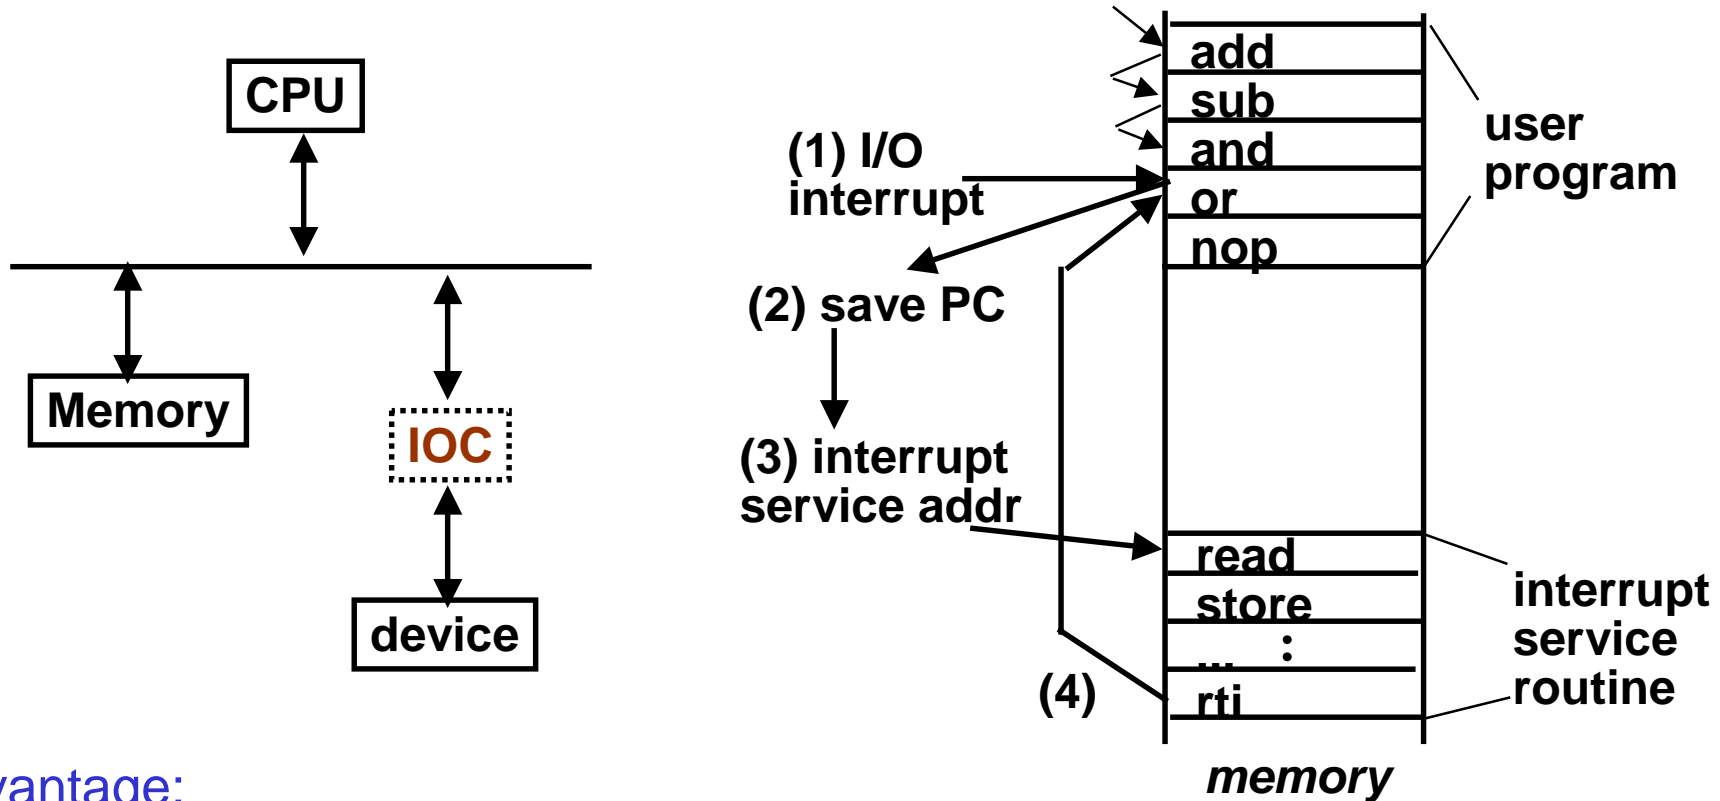 CPU
Memory
IOC
device
(1) I/O
interrupt
(2) save PC
(3) interrupt
service addr
(4)
add
sub
and
or
nop
user
program
read
store
...
rti
interrupt
service
routine
memory
vantage: